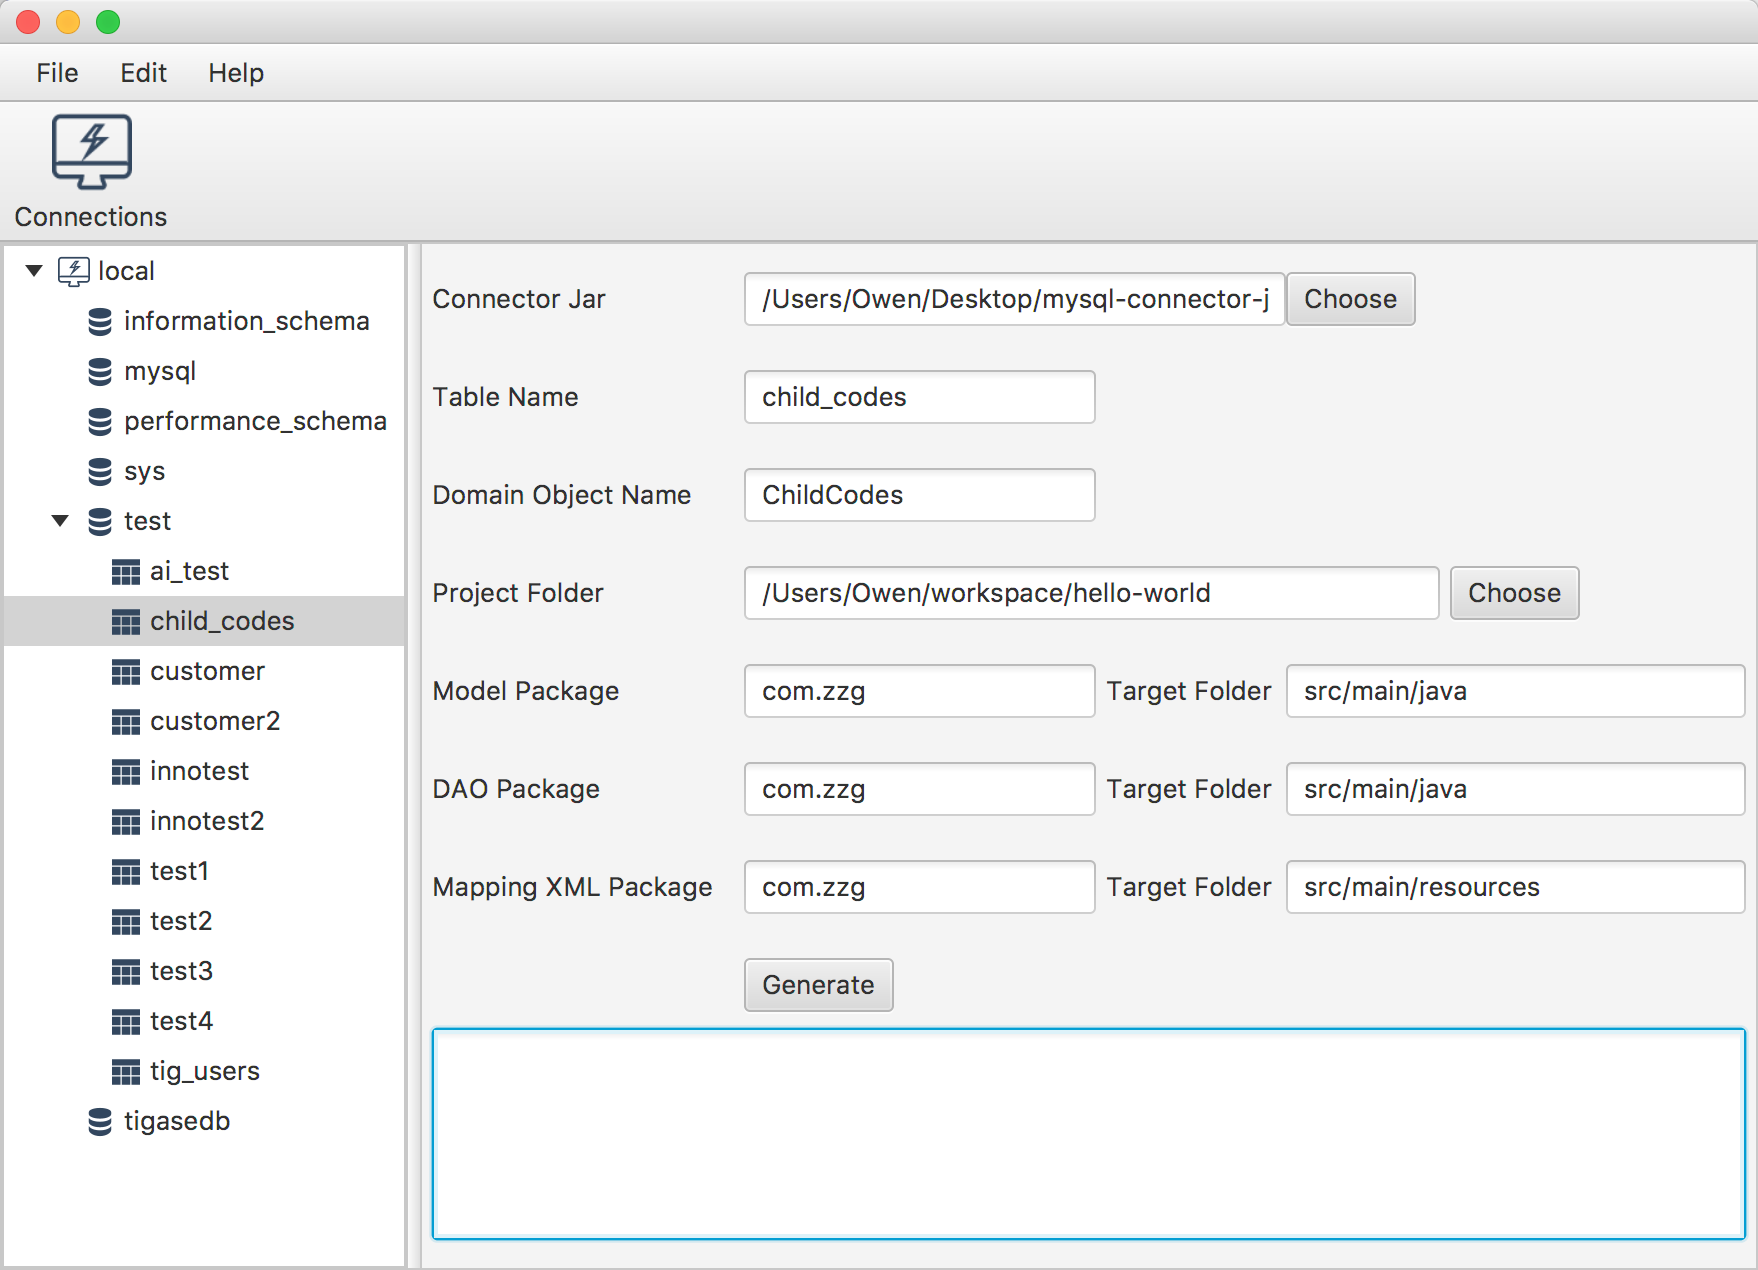 File Edit Help
Connections
local
information_schema
mysql
performance_schema
sys
test
ai_test
child_codes
customer
customer2
innotest
innotest2
test1
test2
test3
test4
tig_users
tigasedb
Connector Jar /Users/Owen/Desktop/mysql-connector-j Choose
Table Name child_codes
Domain Object Name ChildCodes
Project Folder /Users/Owen/workspace/hello-world Choose
Model Package com.zzg Target Folder src/main/java
DAO Package com.zzg Target Folder src/main/java
Mapping XML Package com.zzg Target Folder src/main/resources
Generate